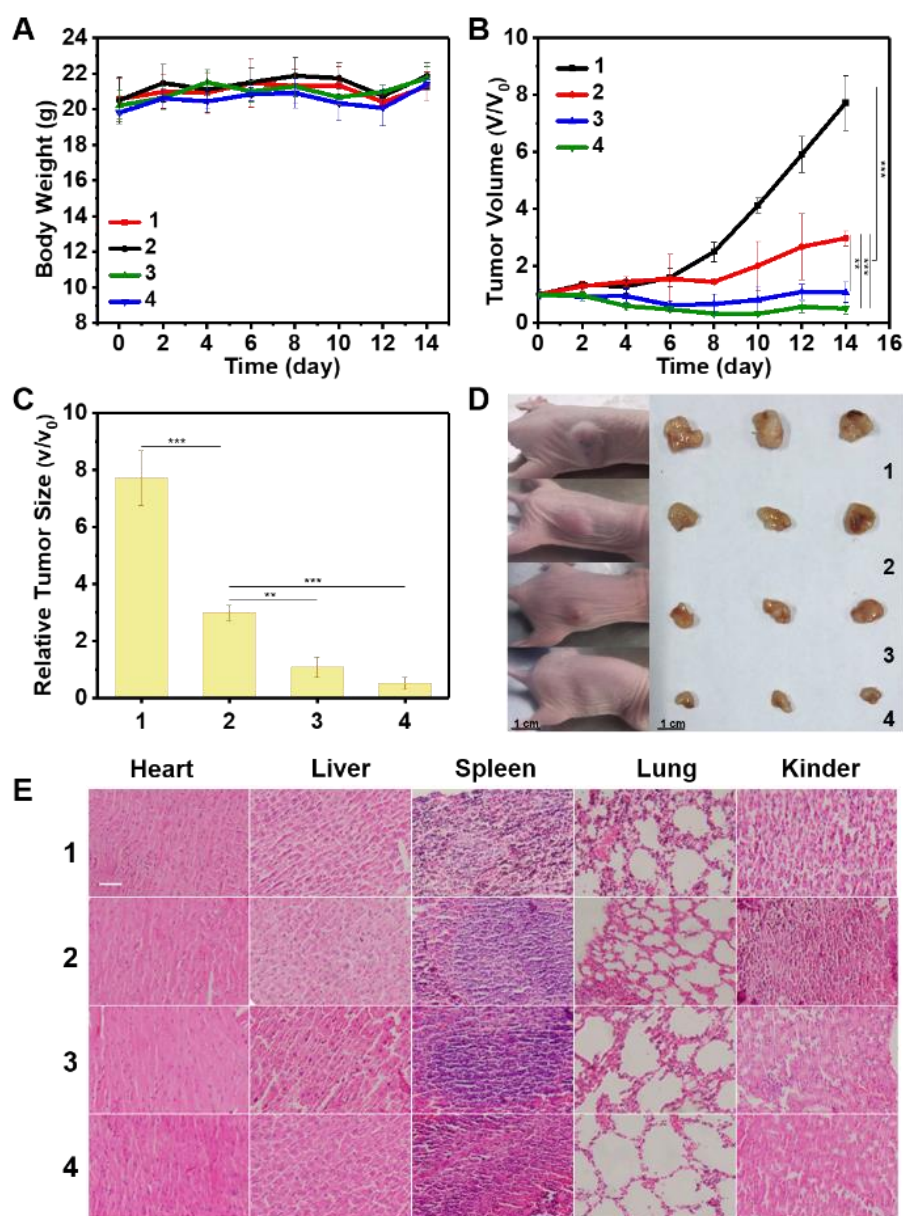 A
Body Weight (g)
24
22
20
18
16
14
12
10
8
1
2
3
4
0 2 4 6 8 10 12 14
Time (day)
B
Tumor Volume (V/V0)
10
8
6
4
2
0
1
2
3
4
***
**
***
0 2 4 6 8 10 12 14 16
Time (day)
C
Relative Tumor Size (v/v0)
10
8
6
4
2
0
***
***
**
1 2 3 4
D
1
2
3
4
1 cm
1 cm
E
Heart Liver Spleen Lung Kinder
1
2
3
4